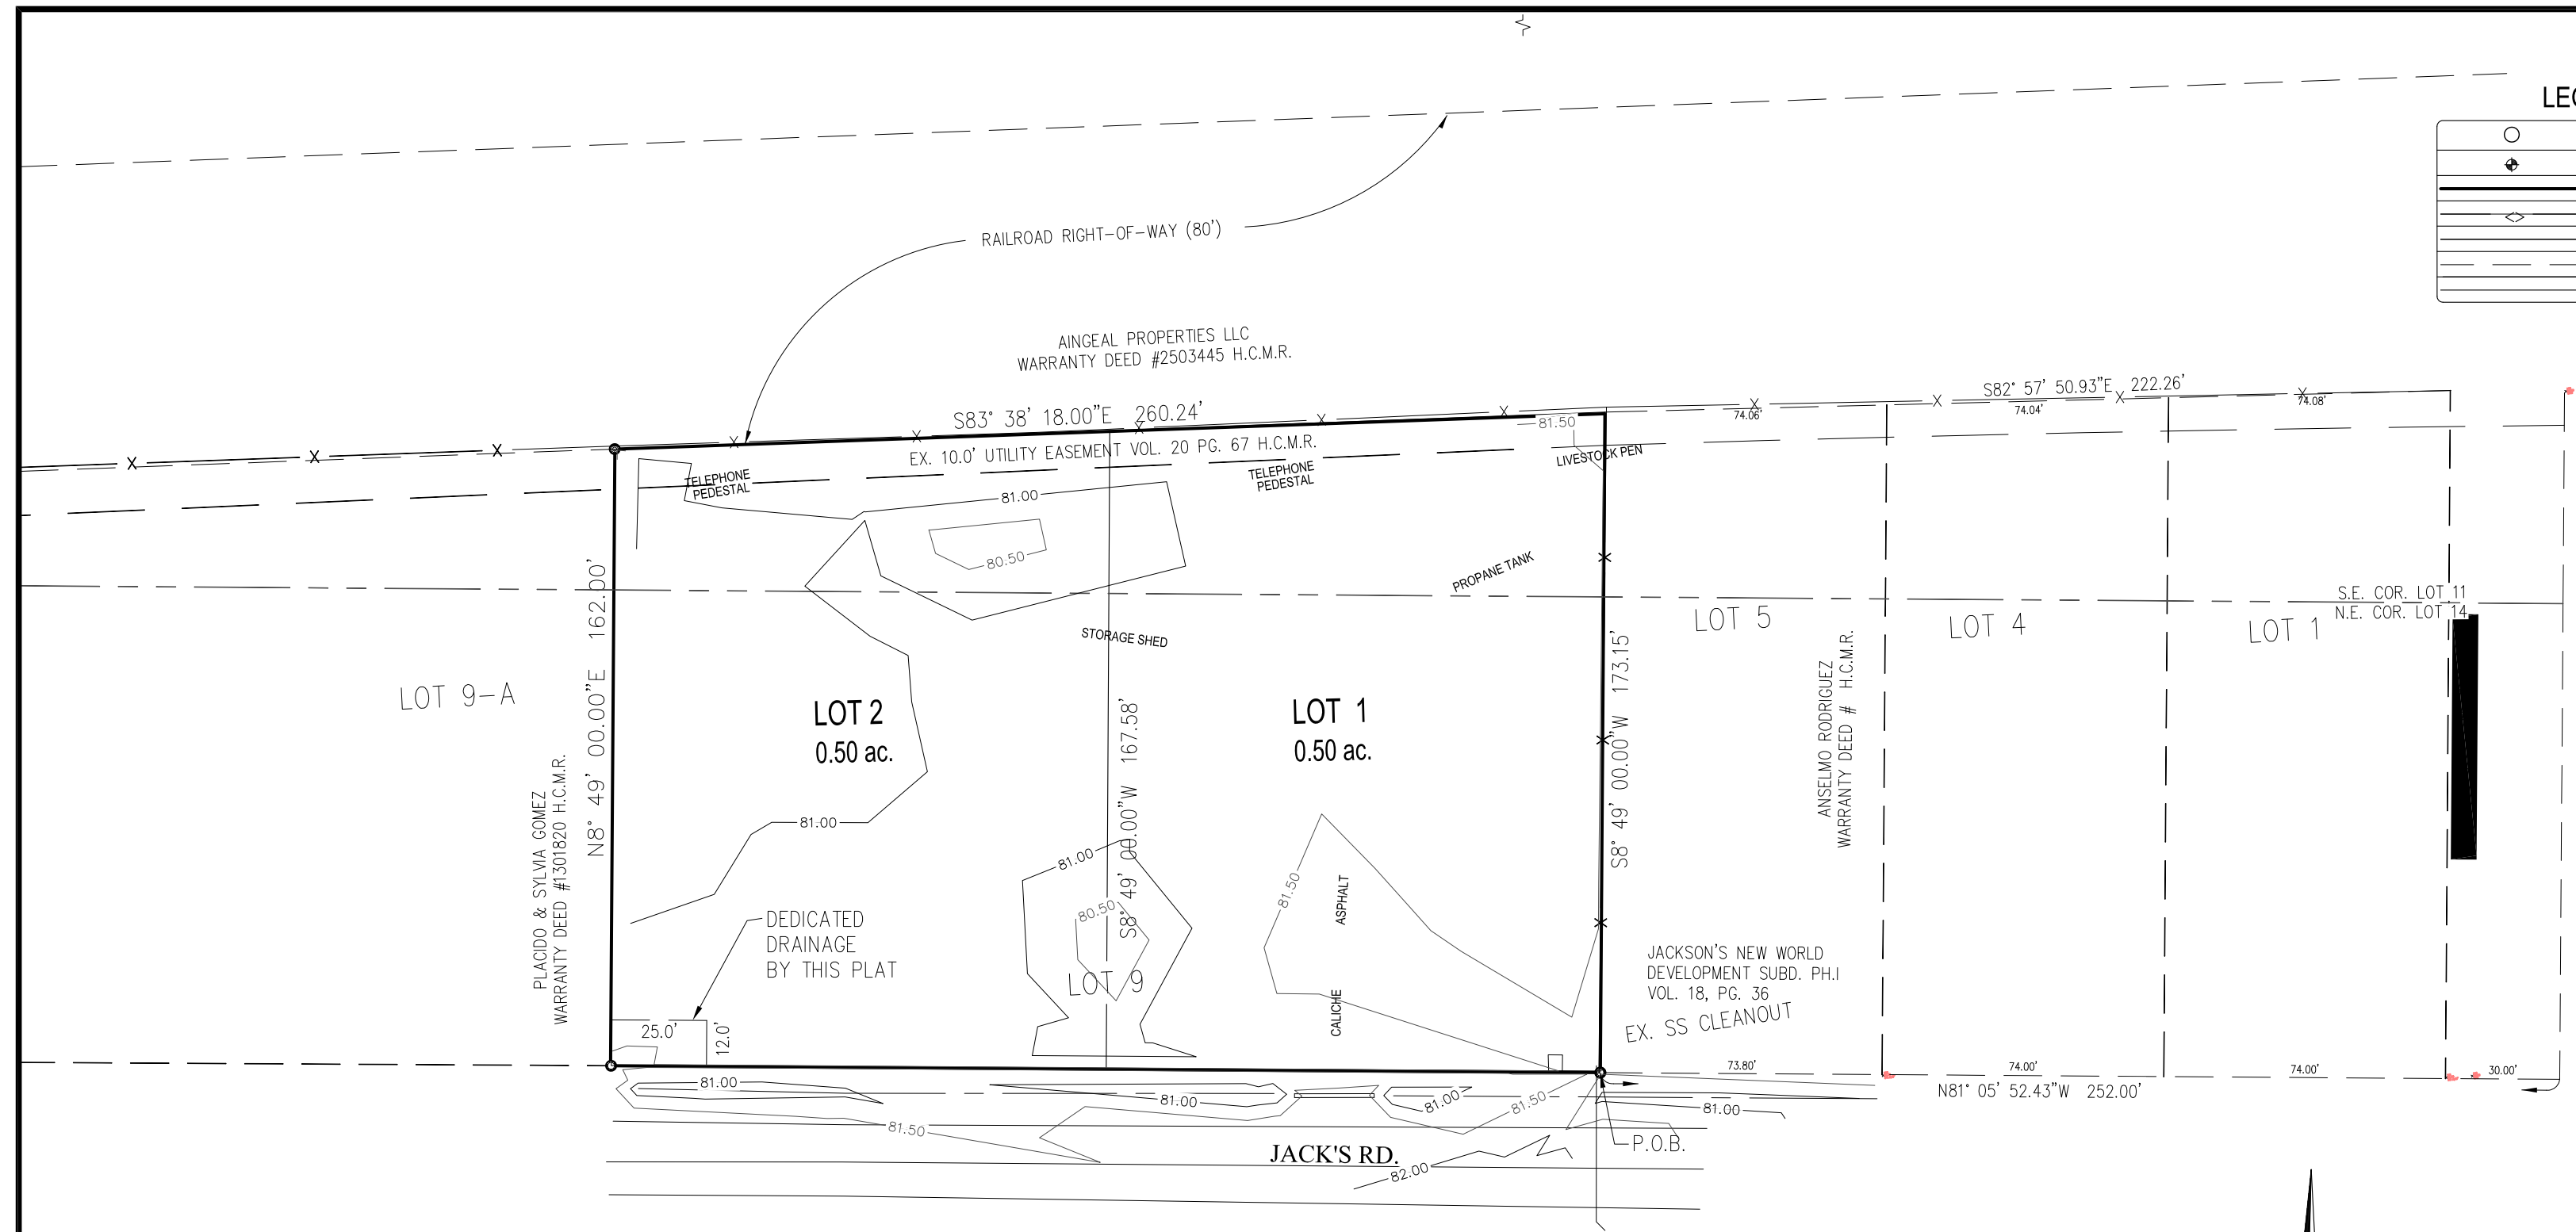 LEG
RAILROAD RIGHT-OF-WAY (80')
AINGEAL PROPERTIES LLC
WARRANTY DEED #2503445 H.C.M.R.
S83° 38' 18.00"E 260.24'
S82° 57' 50.93"E 222.26'
74.06'
74.04'
74.08'
81.50
EX. 10.0' UTILITY EASEMENT VOL. 20 PG. 67 H.C.M.R.
LIVESTOCK PEN
TELEPHONE
PEDESTAL
TELEPHONE
PEDESTAL
81.00
80.50
PROPANE TANK
S.E. COR. LOT 11
N.E. COR. LOT 14
STORAGE SHED
LOT 5
LOT 4
LOT 1
N8° 49' 00.00"E 162.00'
S8° 49' 00.00"W 167.58'
S8° 49' 00.00"W 173.15'
LOT 9-A
LOT 2
0.50 ac.
LOT 1
0.50 ac.
PLACIDO & SYLVIA GOMEZ
WARRANTY DEED #1301820 H.C.M.R.
ANSELMO RODRIGUEZ
WARRANTY DEED # H.C.M.R.
81.00
81.00
80.50
81.50
ASPHALT
CALICHE
DEDICATED
DRAINAGE
BY THIS PLAT
LOT 9
JACKSON'S NEW WORLD
DEVELOPMENT SUBD. PH.I
VOL. 18, PG. 36
EX. SS CLEANOUT
25.0'
12.0'
73.80'
74.00'
74.00'
30.00'
N81° 05' 52.43"W 252.00'
81.00
81.00
81.00
81.50
81.00
81.50
P.O.B.
JACK'S RD.
82.00